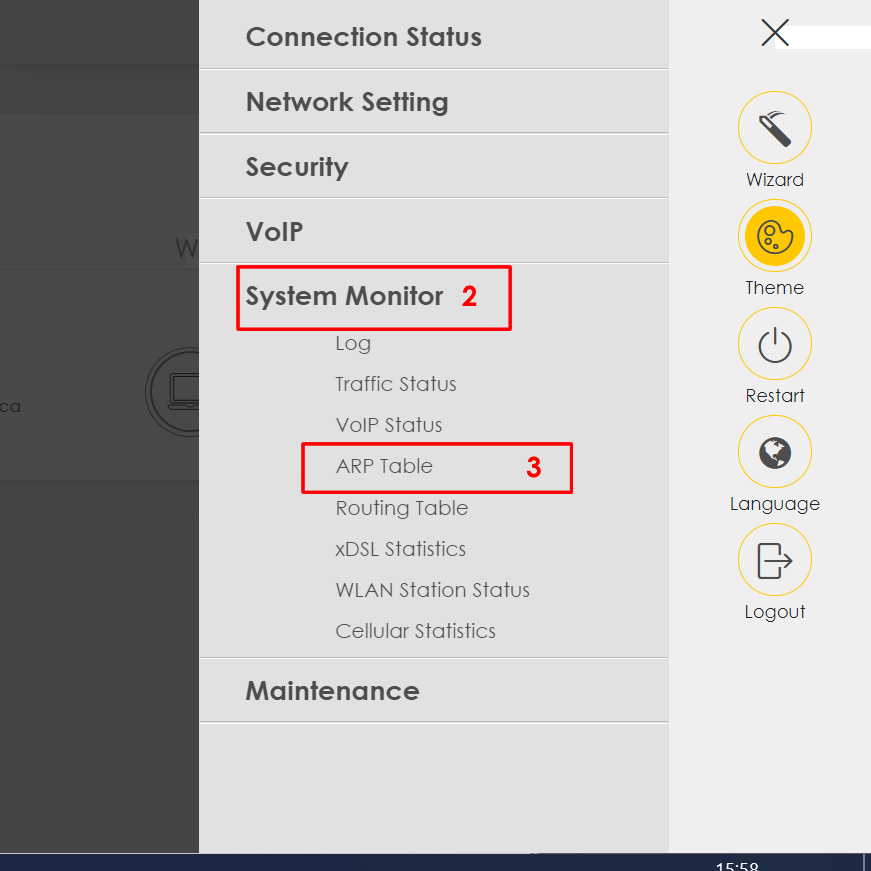 Connection Status
Network Setting
Security
VoIP
System Monitor 2
Log
Traffic Status
VoIP Status
ARP Table 3
Routing Table
xDSL Statistics
WLAN Station Status
Cellular Statistics
Maintenance
Wizard
Theme
Restart
Language
Logout
W
ca
15:58